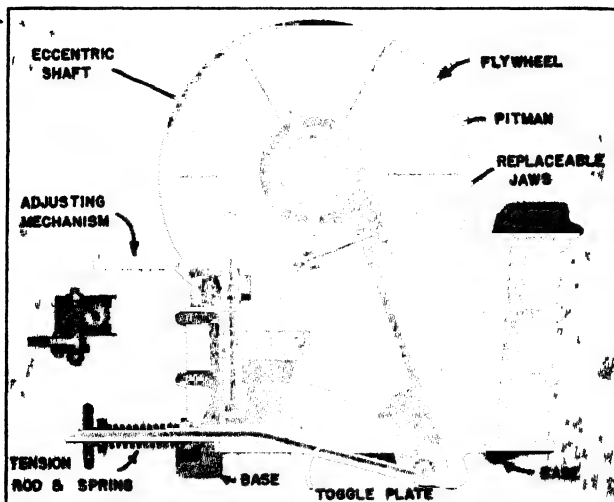 ECCENTRIC
SHAFT
FLYWHEEL
PITMAN
REPLACEABLE
JAWS
ADJUSTING
MECHANISM
TENSION
ROD & SPRING
BASE
TOGGLE PLATE
BASE